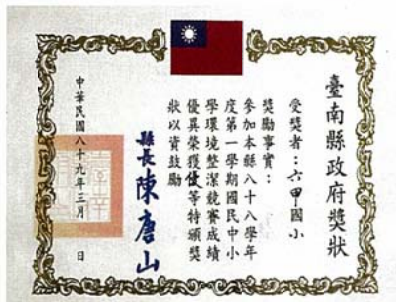 臺南縣政府獎狀
受獎者：六甲國小
獎勵事實：
參加本縣八十八學年
度第一學期國民中小
學環境整潔競賽成績
優異榮獲優等特頒獎
狀以資鼓勵
縣長陳唐山
中華民國八十九年三月 日